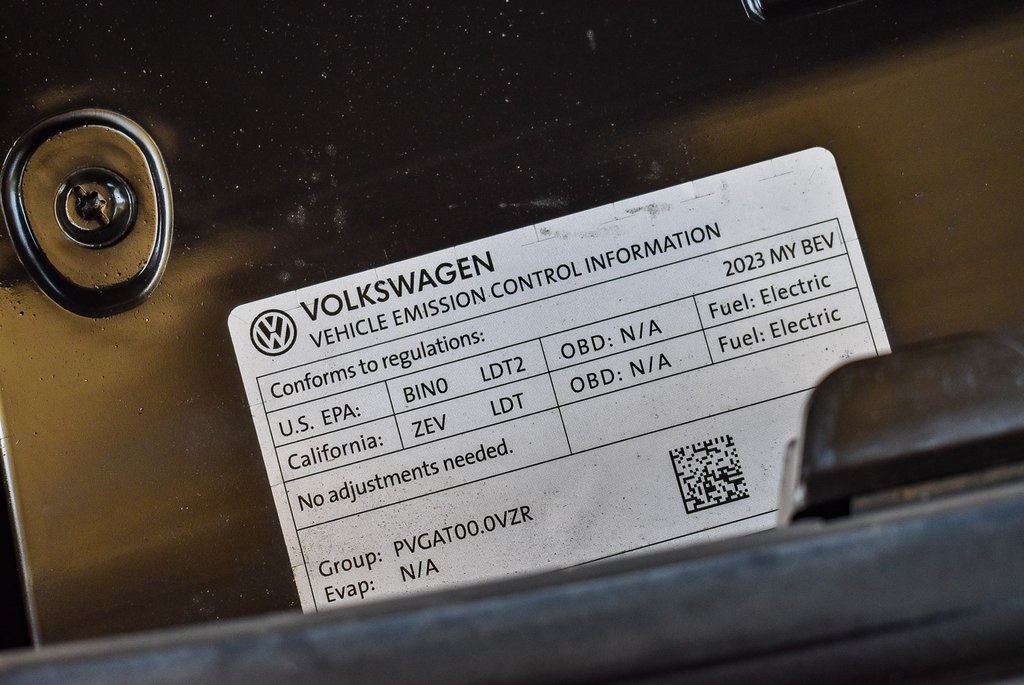 VOLKSWAGEN
VEHICLE EMISSION CONTROL INFORMATION
Conforms to regulations: 2023 MY BEV
U.S. EPA: BIN0 LDT2 OBD: N/A Fuel: Electric
California: ZEV LDT OBD: N/A Fuel: Electric
No adjustments needed.
Group: PVGAT00.0VZR
Evap: N/A